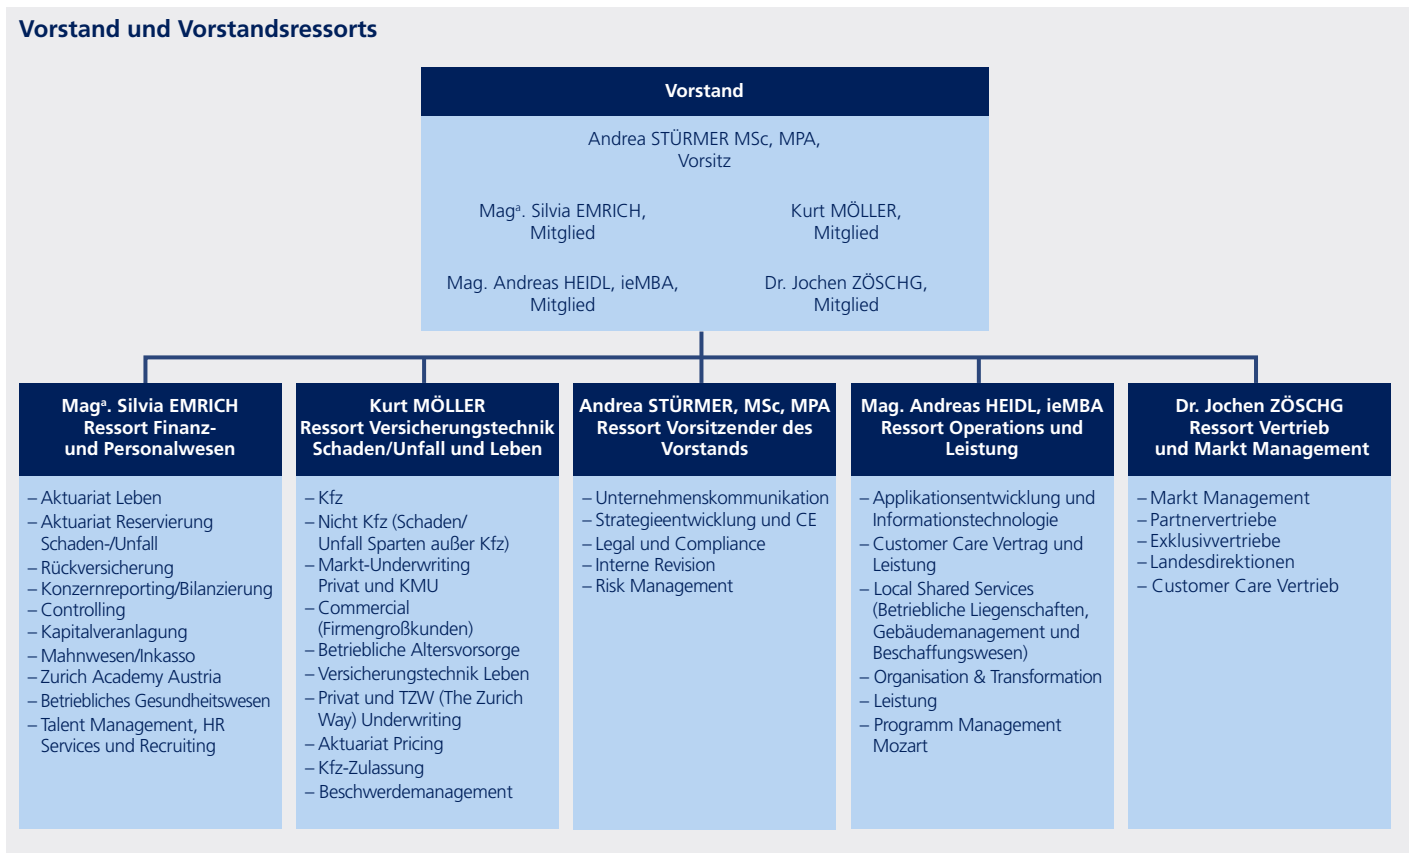 Vorstand und Vorstandsressorts
Vorstand
Andrea STÜRMER MSc, MPA,
Vorsitz
Magª. Silvia EMRICH,
Mitglied
Kurt MÖLLER,
Mitglied
Mag. Andreas HEIDL, ieMBA,
Mitglied
Dr. Jochen ZÖSCHG,
Mitglied
Magª. Silvia EMRICH
Ressort Finanz-
und Personalwesen
– Aktuariat Leben
– Aktuariat Reservierung
Schaden-/Unfall
– Rückversicherung
– Konzernreporting/Bilanzierung
– Controlling
– Kapitalveranlagung
– Mahnwesen/Inkasso
– Zurich Academy Austria
– Betriebliches Gesundheitswesen
– Talent Management, HR
Services und Recruiting
Kurt MÖLLER
Ressort Versicherungstechnik
Schaden/Unfall und Leben
– Kfz
– Nicht Kfz (Schaden/
Unfall Sparten außer Kfz)
– Markt-Underwriting
Privat und KMU
– Commercial
(Firmengroßkunden)
– Betriebliche Altersvorsorge
– Versicherungstechnik Leben
– Privat und TZW (The Zurich
Way) Underwriting
– Aktuariat Pricing
– Kfz-Zulassung
– Beschwerdemanagement
Andrea STÜRMER, MSc, MPA
Ressort Vorsitzender des
Vorstands
– Unternehmenskommunikation
– Strategieentwicklung und CE
– Legal und Compliance
– Interne Revision
– Risk Management
Mag. Andreas HEIDL, ieMBA
Ressort Operations und
Leistung
– Applikationsentwicklung und
Informationstechnologie
– Customer Care Vertrag und
Leistung
– Local Shared Services
(Betriebliche Liegenschaften,
Gebäudemanagement und
Beschaffungswesen)
– Organisation & Transformation
– Leistung
– Programm Management
Mozart
Dr. Jochen ZÖSCHG
Ressort Vertrieb
und Markt Management
– Markt Management
– Partnervertriebe
– Exklusivvertriebe
– Landesdirektionen
– Customer Care Vertrieb